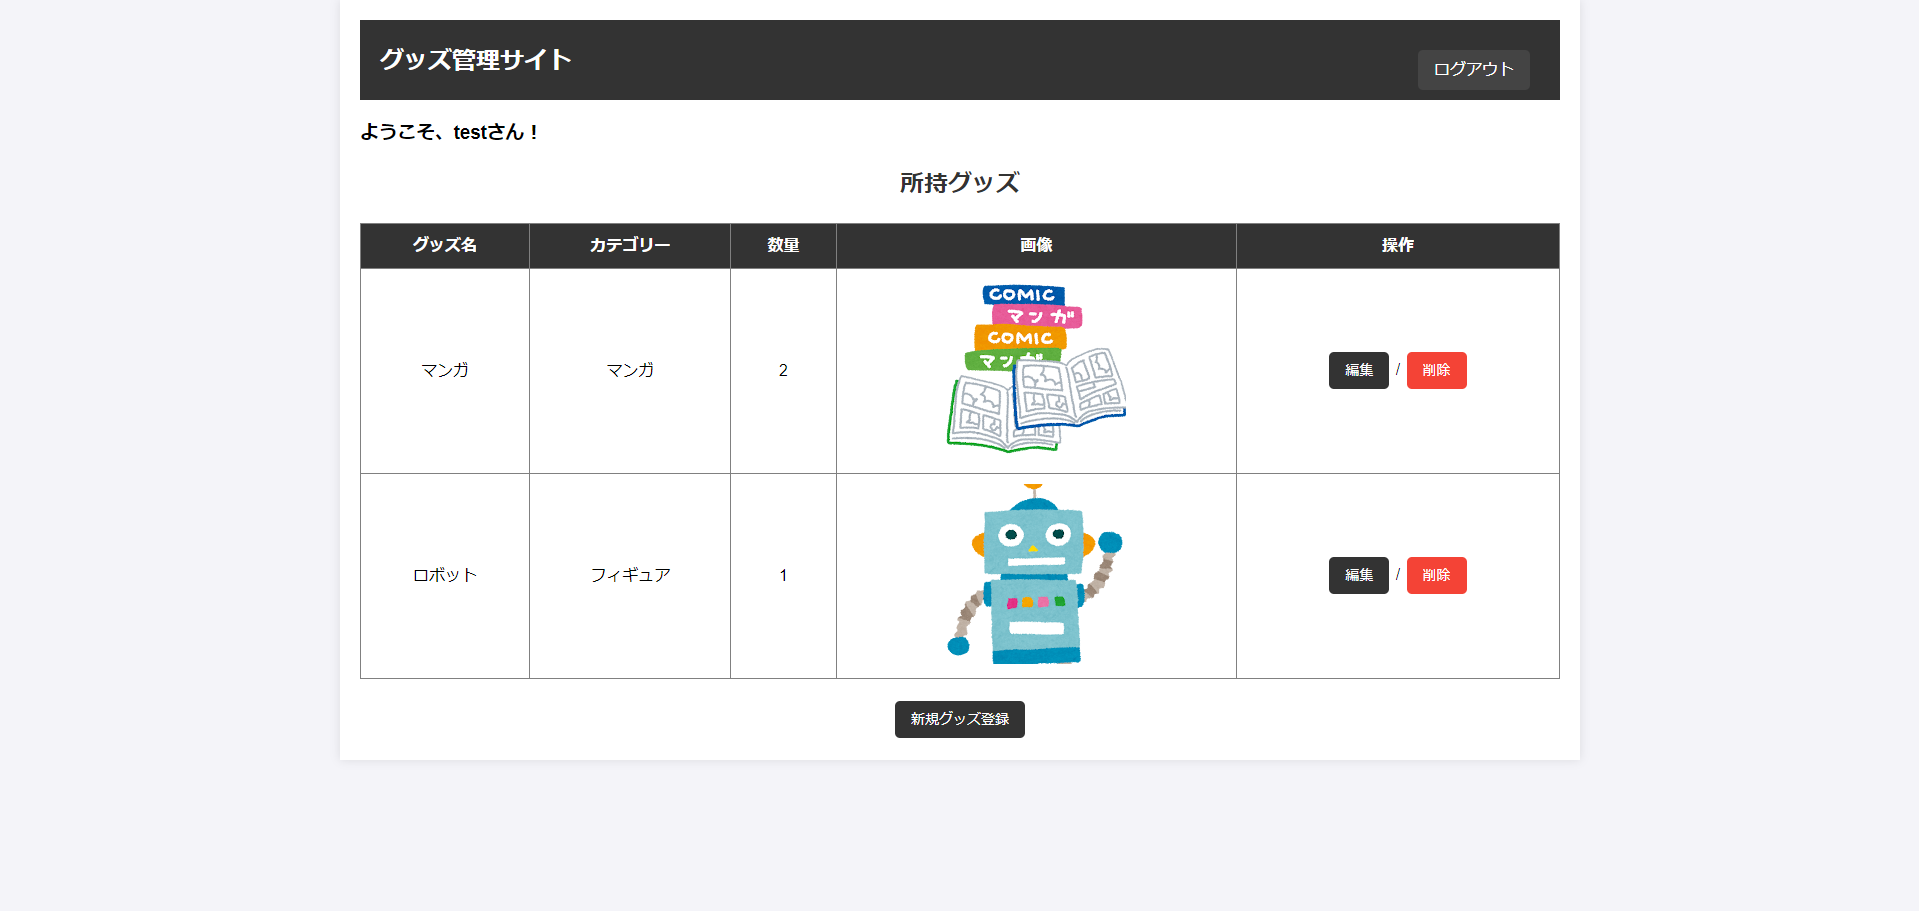 グッズ管理サイト
ログアウト
ようこそ、testさん！
所持グッズ
グッズ名 カテゴリー 数量 画像 操作
COMIC
マンガ
COMIC
マンガ
マンガ マンガ 2 編集 / 削除
ロボット フィギュア 1 編集 / 削除
新規グッズ登録